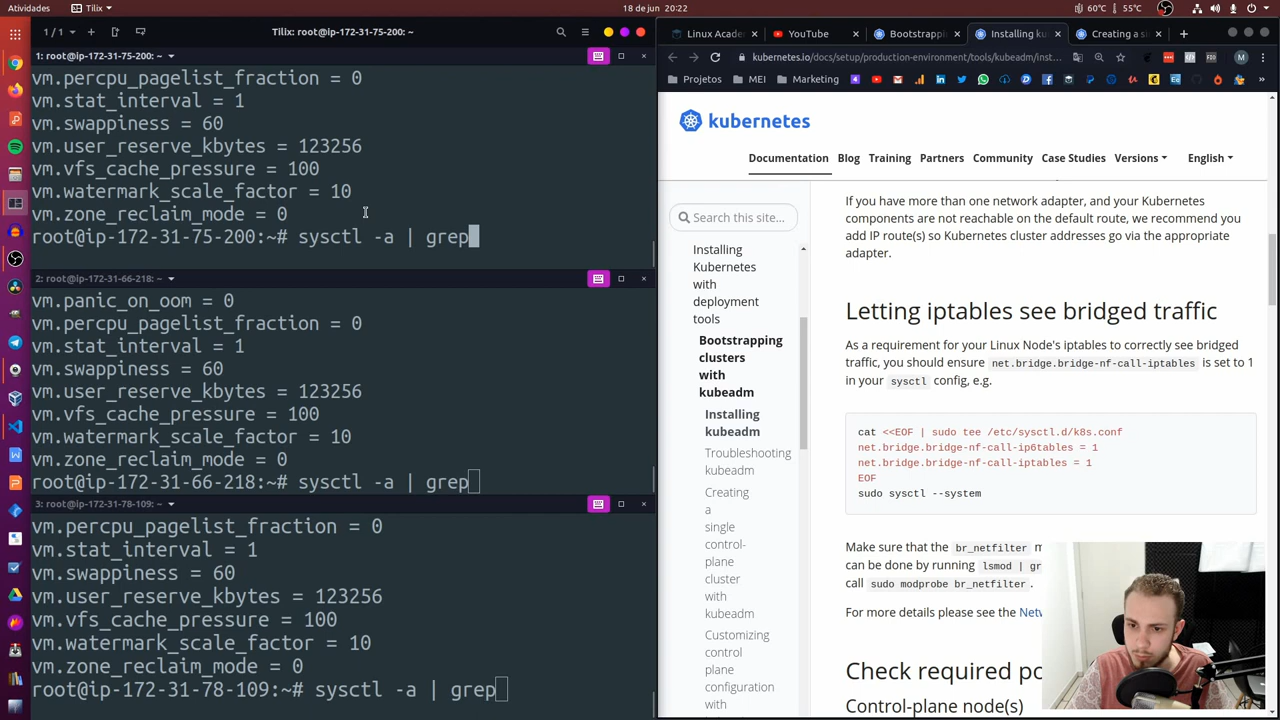 Atividades
Tilix
18 de jun 20:22
60°C
55°C
1 / 1
Tilix: root@ip-172-31-75-200: ~
1: root@ip-172-31-75-200: ~
vm.percpu_pagelist_fraction = 0
vm.stat_interval = 1
vm.swappiness = 60
vm.user_reserve_kbytes = 123256
vm.vfs_cache_pressure = 100
vm.watermark_scale_factor = 10
vm.zone_reclaim_mode = 0
root@ip-172-31-75-200:~# sysctl -a | grep
2: root@ip-172-31-66-218: ~
vm.panic_on_oom = 0
vm.percpu_pagelist_fraction = 0
vm.stat_interval = 1
vm.swappiness = 60
vm.user_reserve_kbytes = 123256
vm.vfs_cache_pressure = 100
vm.watermark_scale_factor = 10
vm.zone_reclaim_mode = 0
root@ip-172-31-66-218:~# sysctl -a | grep
3: root@ip-172-31-78-109: ~
vm.percpu_pagelist_fraction = 0
vm.stat_interval = 1
vm.swappiness = 60
vm.user_reserve_kbytes = 123256
vm.vfs_cache_pressure = 100
vm.watermark_scale_factor = 10
vm.zone_reclaim_mode = 0
root@ip-172-31-78-109:~# sysctl -a | grep
Linux Acade
YouTube
Bootstrappin
Installing ku
Creating a si
kubernetes.io/docs/setup/production-environment/tools/kubeadm/inst...
M
Projetos
MEI
Marketing
kubernetes
Documentation
Blog
Training
Partners
Community
Case Studies
Versions
English
Search this site...
Installing
Kubernetes
with
deployment
tools
Bootstrapping
clusters
with
kubeadm
Installing
kubeadm
Troubleshooting
kubeadm
Creating
a
single
control-
plane
cluster
with
kubeadm
Customizing
control
plane
configuration
with
If you have more than one network adapter, and your Kubernetes
components are not reachable on the default route, we recommend you
add IP route(s) so Kubernetes cluster addresses go via the appropriate
adapter.
Letting iptables see bridged traffic
As a requirement for your Linux Node's iptables to correctly see bridged
traffic, you should ensure net.bridge.bridge-nf-call-iptables is set to 1
in your sysctl config, e.g.
cat <<EOF | sudo tee /etc/sysctl.d/k8s.conf
net.bridge.bridge-nf-call-ip6tables = 1
net.bridge.bridge-nf-call-iptables = 1
EOF
sudo sysctl --system
Make sure that the br_netfilter m
can be done by running lsmod | gr
call sudo modprobe br_netfilter.
For more details please see the Netw
Check required po
Control-plane node(s)